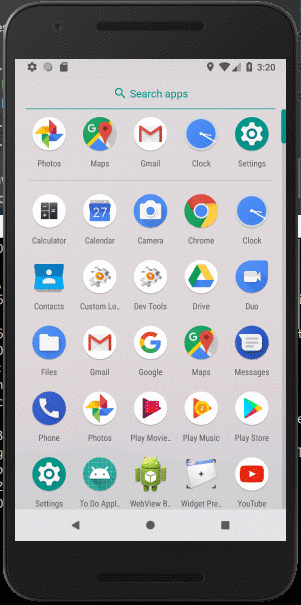 3:20
Search apps
Photos Maps Gmail Clock Settings
Calculator Calendar Camera Chrome Clock
27
Contacts Custom Lo.. Dev Tools Drive Duo
Files Gmail Google Maps Messages
Phone Photos Play Movie.. Play Music Play Store
Settings To Do Appl.. WebView B.. Widget Pre.. YouTube